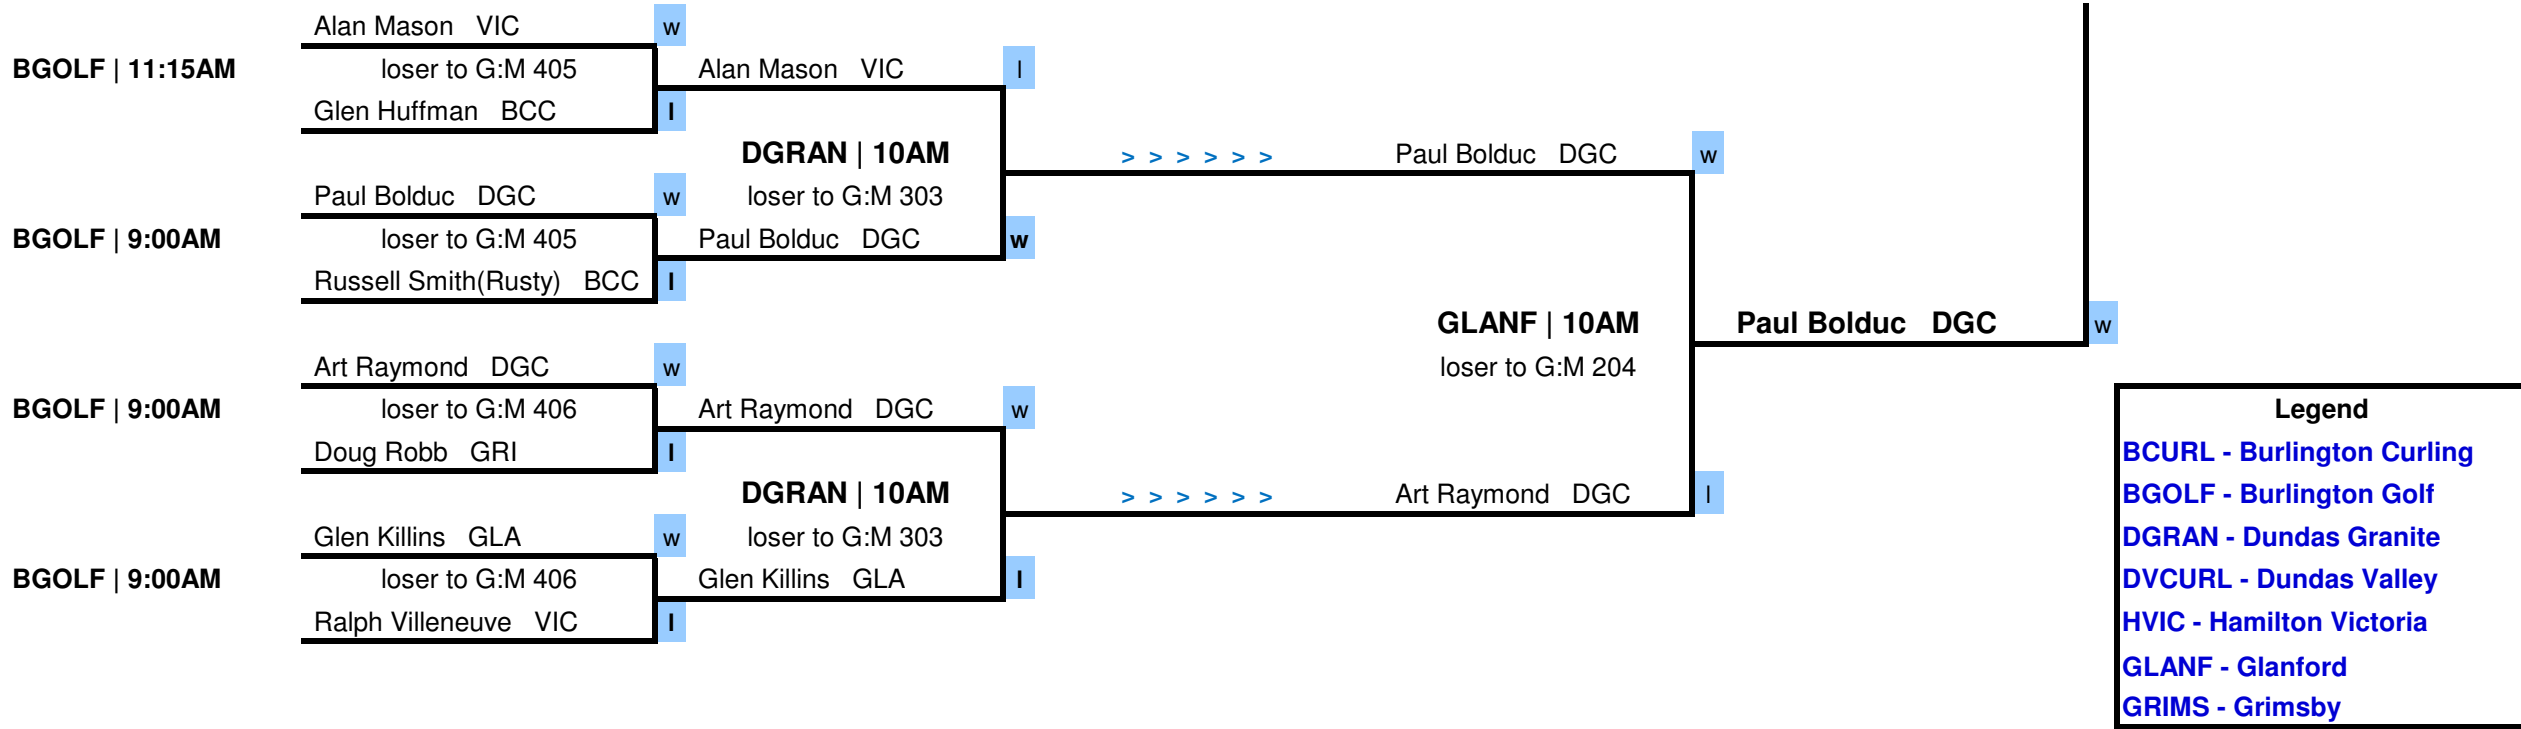 Alan Mason VIC w
BGOLF | 11:15AM loser to G:M 405 Alan Mason VIC l
Glen Huffman BCC l
DGRAN | 10AM > > > > > > Paul Bolduc DGC w
Paul Bolduc DGC w loser to G:M 303
BGOLF | 9:00AM loser to G:M 405 Paul Bolduc DGC w
Russell Smith(Rusty) BCC l
GLANF | 10AM Paul Bolduc DGC w
Art Raymond DGC w loser to G:M 204
BGOLF | 9:00AM loser to G:M 406 Art Raymond DGC w Legend
Doug Robb GRI l BCURL - Burlington Curling
DGRAN | 10AM > > > > > > Art Raymond DGC l BGOLF - Burlington Golf
Glen Killins GLA w loser to G:M 303 DGRAN - Dundas Granite
BGOLF | 9:00AM loser to G:M 406 Glen Killins GLA l DVCURL - Dundas Valley
Ralph Villeneuve VIC l HVIC - Hamilton Victoria
GLANF - Glanford
GRIMS - Grimsby